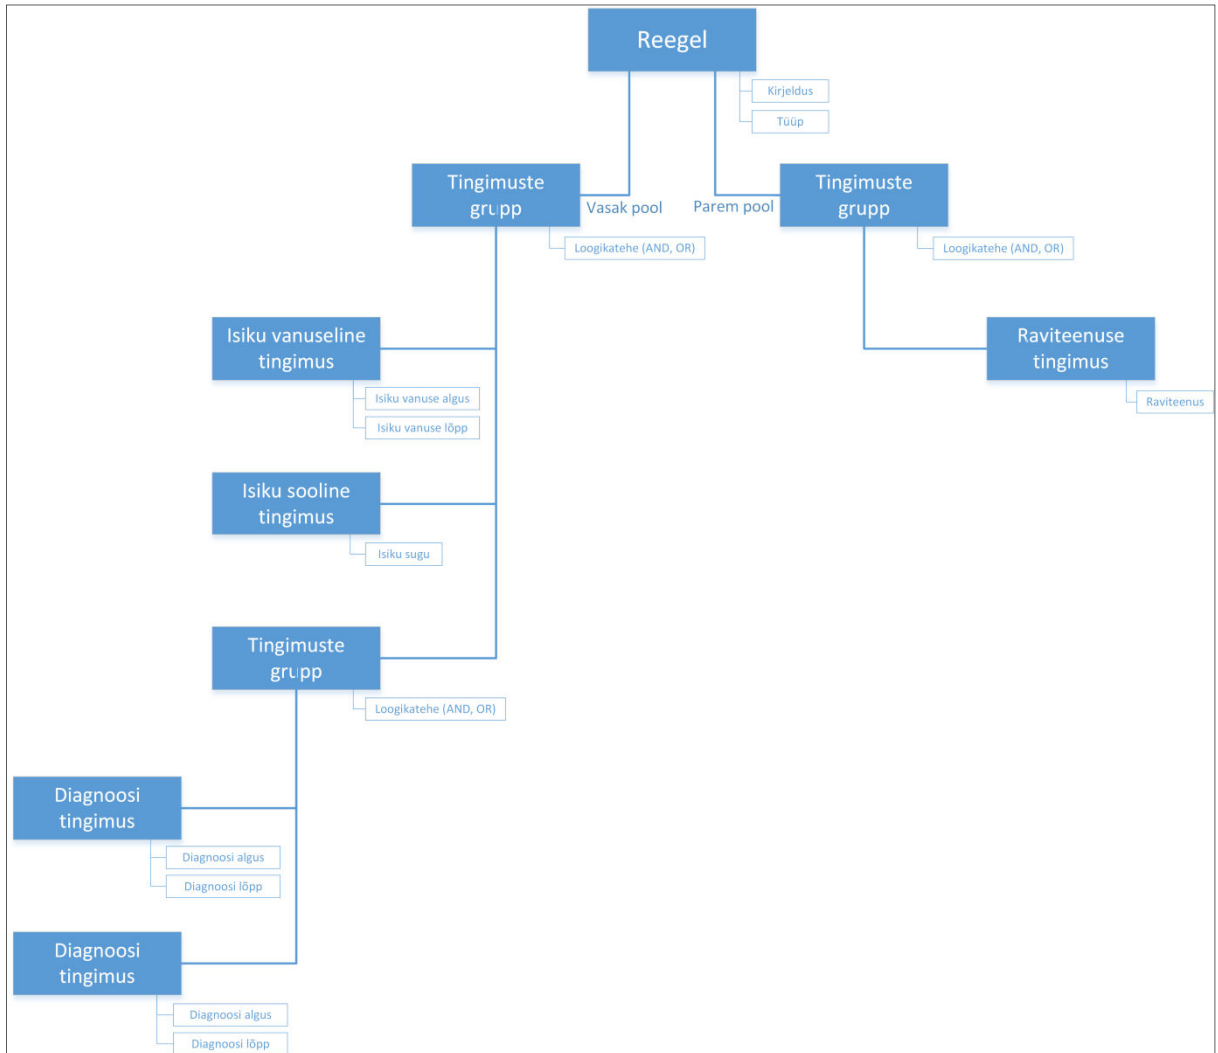 Reegel
Kirjeldus
Tüüp
Tingimuste
grupp
Vasak pool
Parem pool
Tingimuste
grupp
Loogikatehe (AND, OR)
Loogikatehe (AND, OR)
Isiku vanuseline
tingimus
Isiku vanuse algus
Isiku vanuse lõpp
Raviteenuse
tingimus
Raviteenus
Isiku sooline
tingimus
Isiku sugu
Tingimuste
grupp
Loogikatehe (AND, OR)
Diagnoosi
tingimus
Diagnoosi algus
Diagnoosi lõpp
Diagnoosi
tingimus
Diagnoosi algus
Diagnoosi lõpp